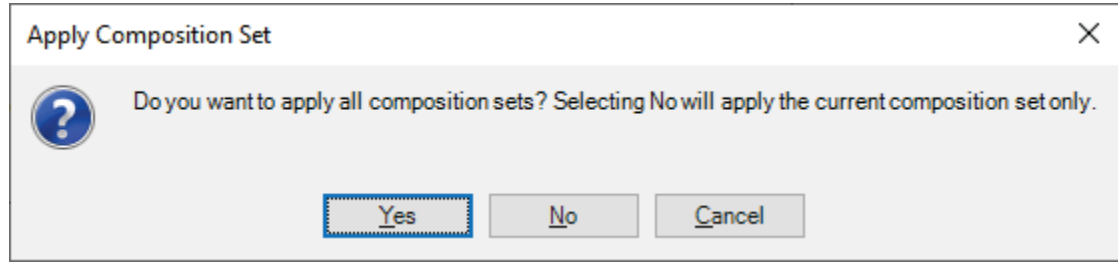 Apply Composition Set
Do you want to apply all composition sets? Selecting No will apply the current composition set only.
Yes
No
Cancel